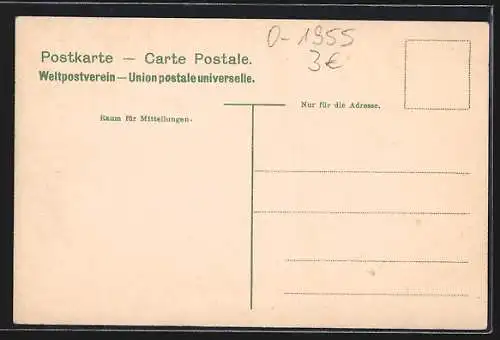 0-1955
3€
Postkarte — Carte Postale.
Weltpostverein — Union postale universelle.
Nur für die Adresse.
Raum für Mitteilungen.